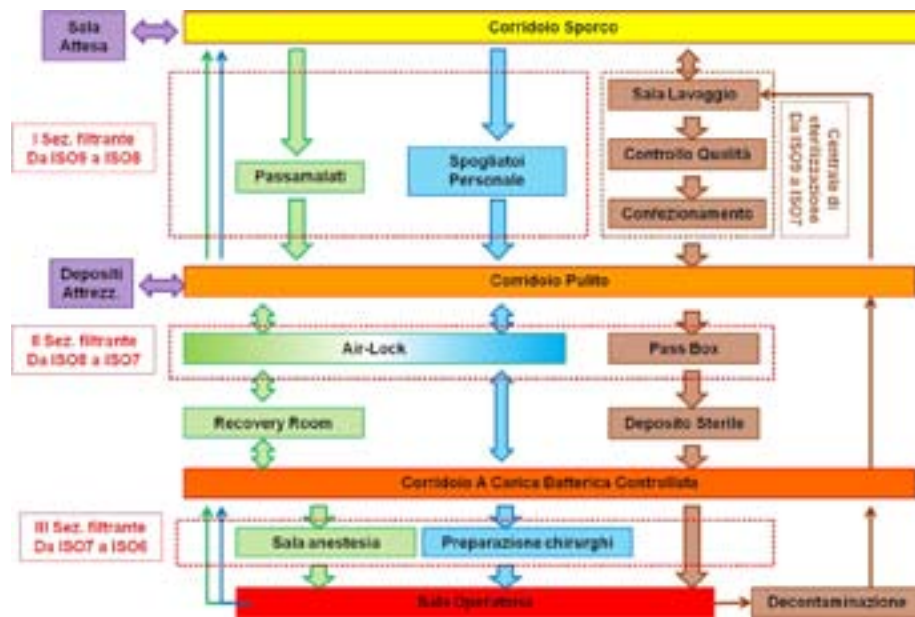 Corridoio Sporco
Sala
Attesa
Sala Lavaggio
I Sez. filtrante
Da ISO9 a ISO8
Passamalati
Spogliatoi
Personale
Controllo Qualità
Confezionamento
Centrale di
sterilizzazione
Da ISO9 a ISO7
Depositi
Attrezz.
Corridoio Pulito
II Sez. filtrante
Da ISO8 a ISO7
Air-Lock
Pass Box
Recovery Room
Deposito Sterile
Corridoio A Carica Batterica Controllata
III Sez. filtrante
Da ISO7 a ISO6
Sala anestesia
Preparazione chirurghi
Sala Operatoria
Decontaminazione